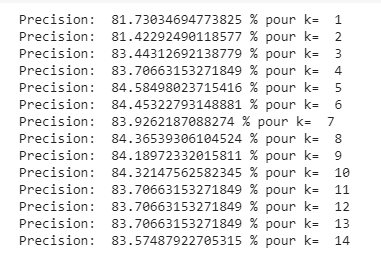 Precision:  81.73034694773825 % pour k=  1
Precision:  81.42292490118577 % pour k=  2
Precision:  83.44312692138779 % pour k=  3
Precision:  83.70663153271849 % pour k=  4
Precision:  84.58498023715416 % pour k=  5
Precision:  84.45322793148881 % pour k=  6
Precision:  83.9262187088274 % pour k=  7
Precision:  84.36539306104524 % pour k=  8
Precision:  84.18972332015811 % pour k=  9
Precision:  84.32147562582345 % pour k=  10
Precision:  83.70663153271849 % pour k=  11
Precision:  83.70663153271849 % pour k=  12
Precision:  83.70663153271849 % pour k=  13
Precision:  83.57487922705315 % pour k=  14